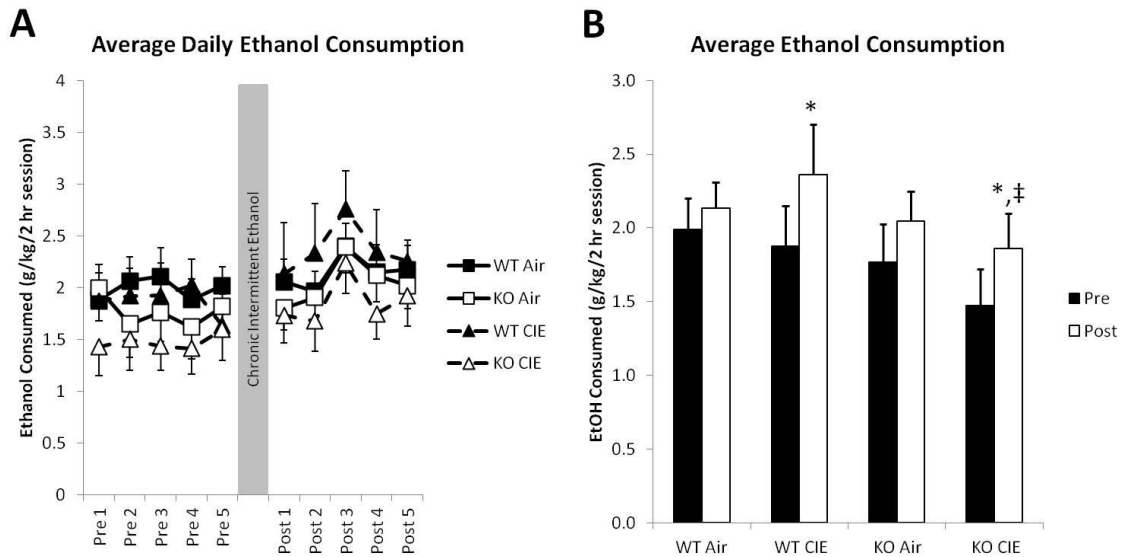 A
Average Daily Ethanol Consumption
Ethanol Consumed (g/kg/2 hr session)
4
3.5
3
2.5
2
1.5
1
0.5
0
Chronic Intermittent Ethanol
Pre 1
Pre 2
Pre 3
Pre 4
Pre 5
Post 1
Post 2
Post 3
Post 4
Post 5
WT Air
KO Air
WT CIE
KO CIE
B
Average Ethanol Consumption
EtOH Consumed (g/kg/2 hr session)
3.0
2.5
2.0
1.5
1.0
0.5
0.0
*
*,‡
WT Air
WT CIE
KO Air
KO CIE
Pre
Post